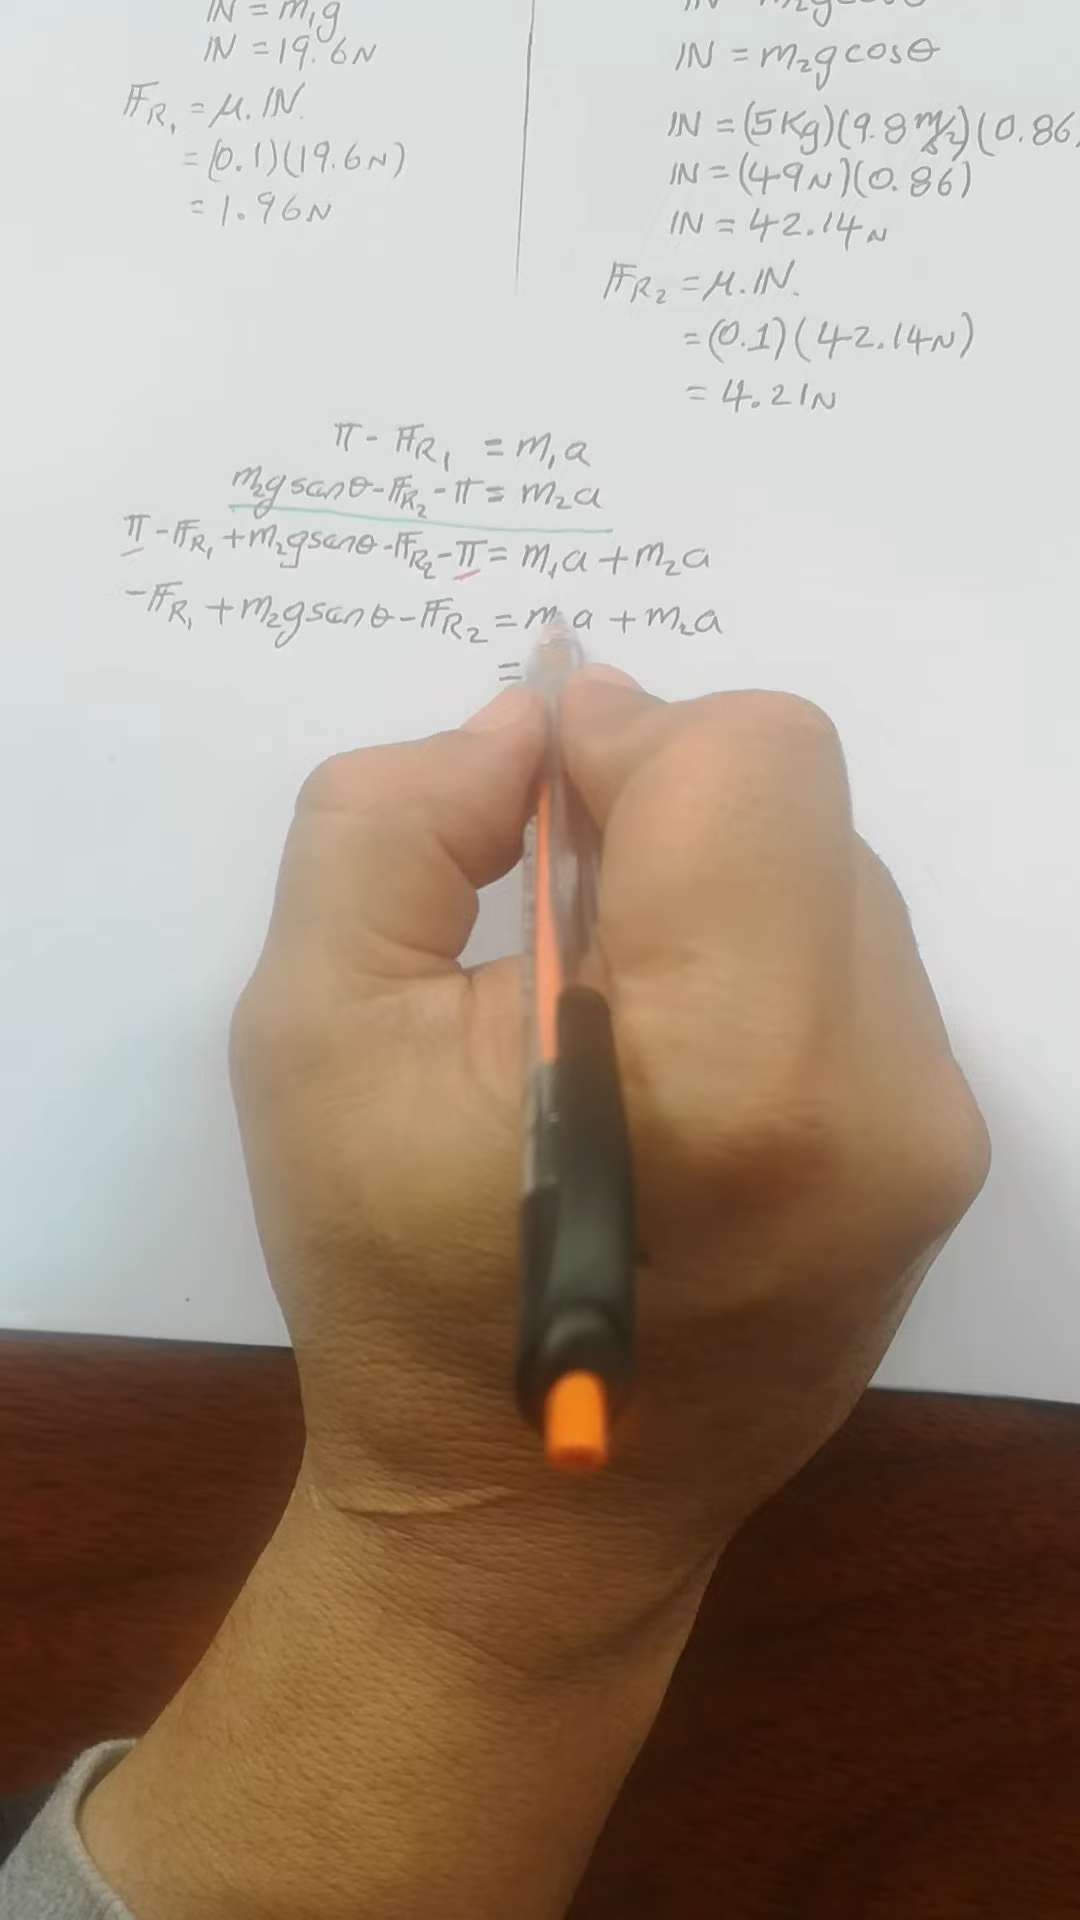 IN = m₁g
IN = 19.6N
FR₁ = μ.IN.
= (0.1)(19.6N)
= 1.96N
IN = m₂gcosθ
IN = (5Kg)(9.8m/s²)(0.86)
IN = (49N)(0.86)
IN = 42.14N
FR₂ = μ.IN.
= (0.1)(42.14N)
= 4.21N
T - FR₁ = m₁a
m₂gsenθ - FR₂ - T = m₂a
T - FR₁ + m₂gsenθ - FR₂ - T = m₁a + m₂a
-FR₁ + m₂gsenθ - FR₂ = m₁a + m₂a
=